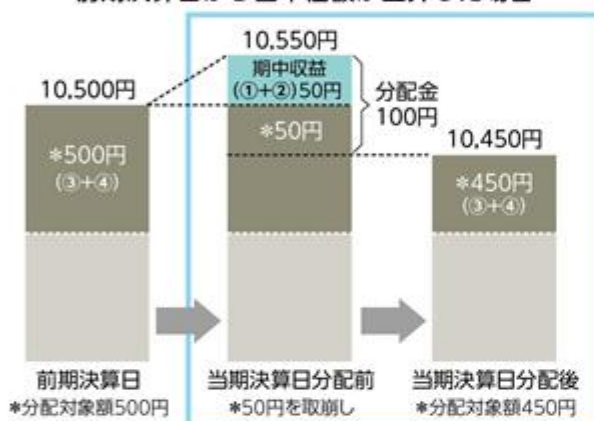 10,550円
期中収益
(①+②)50円
10,500円
分配金
100円
*50円
10,450円
*500円
(③+④)
*450円
(③+④)
前期決算日
当期決算日分配前
当期決算日分配後
*分配対象額500円
*50円を取崩し
*分配対象額450円